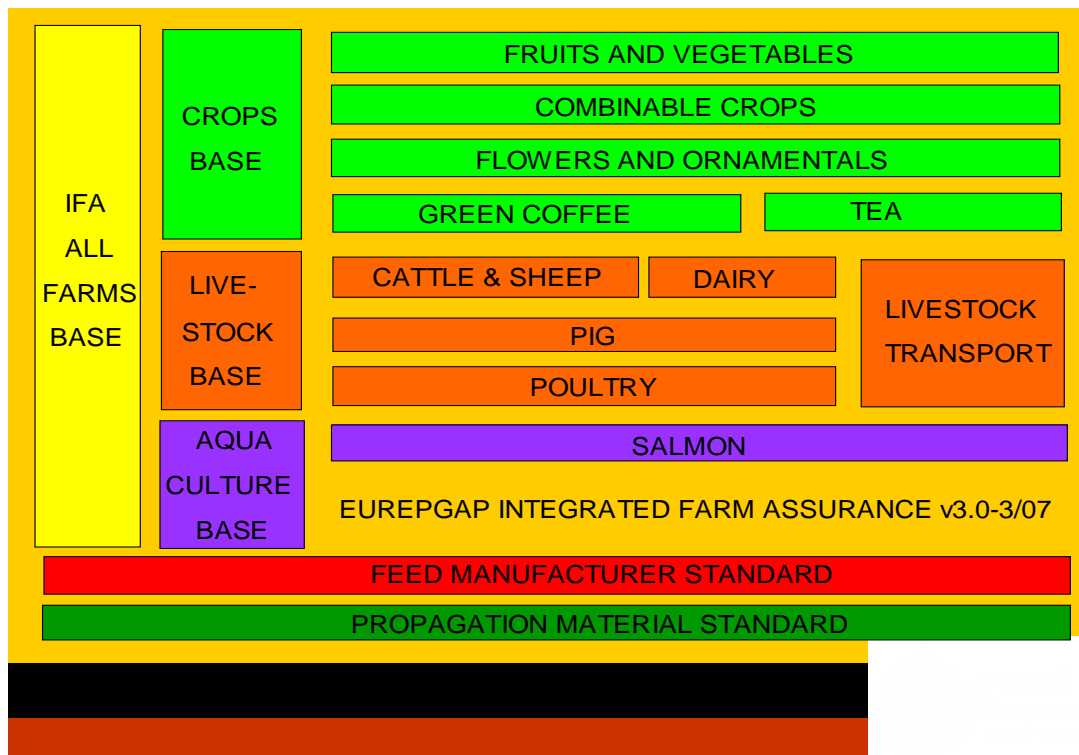 IFA
ALL
FARMS
BASE
CROPS
BASE
FRUITS AND VEGETABLES
COMBINABLE CROPS
FLOWERS AND ORNAMENTALS
GREEN COFFEE
TEA
LIVE-
STOCK
BASE
CATTLE & SHEEP
DAIRY
PIG
POULTRY
LIVESTOCK
TRANSPORT
AQUA
CULTURE
BASE
SALMON
EUREPGAP INTEGRATED FARM ASSURANCE v3.0-3/07
FEED MANUFACTURER STANDARD
PROPAGATION MATERIAL STANDARD